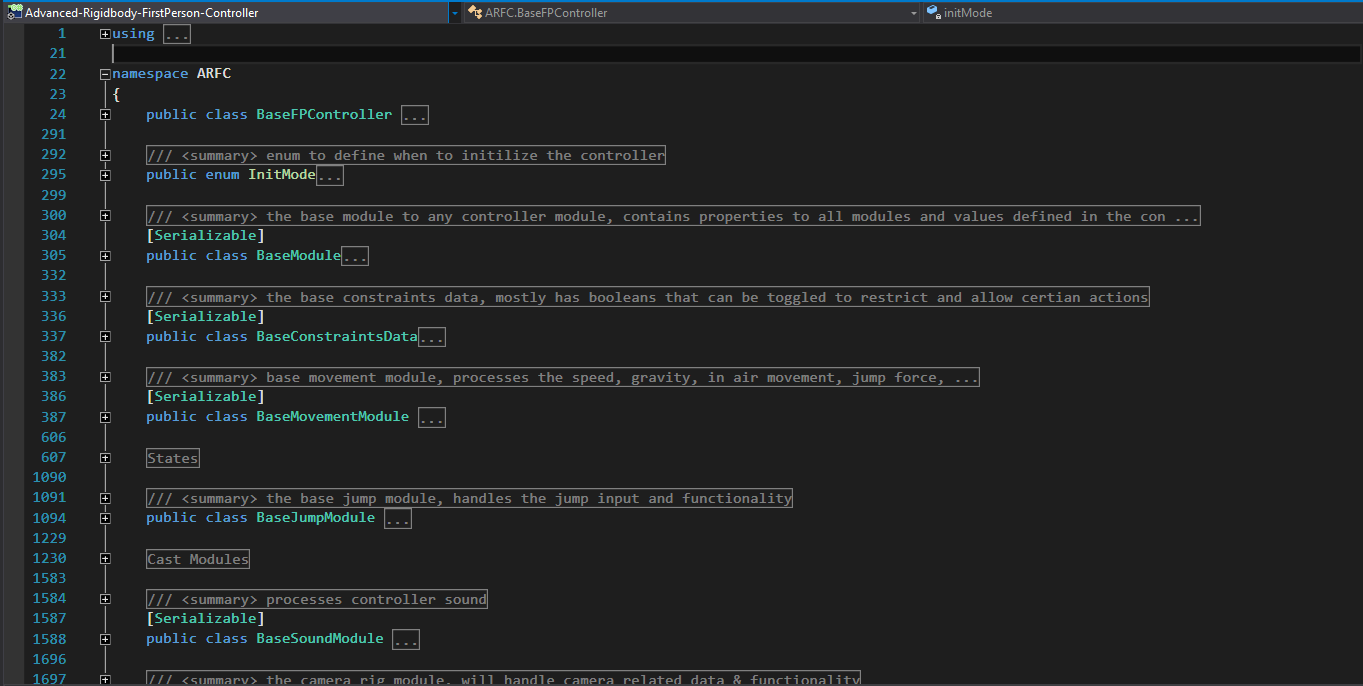 Advanced-Rigidbody-FirstPerson-Controller ARFC.BaseFPController initMode
1 using ...
21
22 namespace ARFC
23 {
24 public class BaseFPController ...
291
292 /// <summary> enum to define when to initilize the controller
295 public enum InitMode...
299
300 /// <summary> the base module to any controller module, contains properties to all modules and values defined in the con ...
304 [Serializable]
305 public class BaseModule...
332
333 /// <summary> the base constraints data, mostly has booleans that can be toggled to restrict and allow certian actions
336 [Serializable]
337 public class BaseConstraintsData...
382
383 /// <summary> base movement module, processes the speed, gravity, in air movement, jump force, ...
386 [Serializable]
387 public class BaseMovementModule ...
606
607 States
1090
1091 /// <summary> the base jump module, handles the jump input and functionality
1094 public class BaseJumpModule ...
1229
1230 Cast Modules
1583
1584 /// <summary> processes controller sound
1587 [Serializable]
1588 public class BaseSoundModule ...
1696
1697 /// <summary> the camera rig module, will handle camera related data & functionality